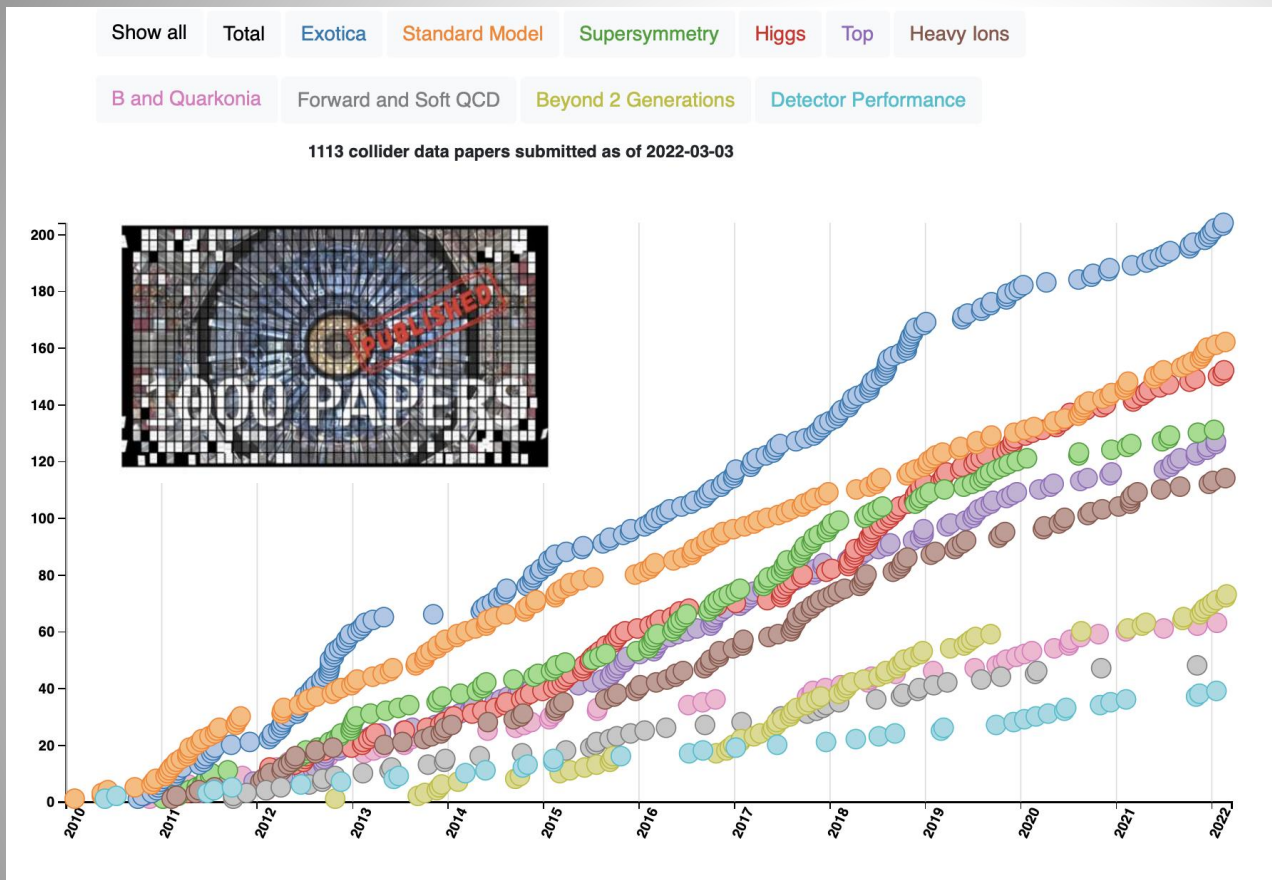 Show all Total Exotica Standard Model Supersymmetry Higgs Top Heavy Ions
B and Quarkonia Forward and Soft QCD Beyond 2 Generations Detector Performance
1113 collider data papers submitted as of 2022-03-03
200
180
160
140
120
100
80
60
40
20
0
PUBLISHED
1000 PAPERS
2010 2011 2012 2013 2014 2015 2016 2017 2018 2019 2020 2021 2022